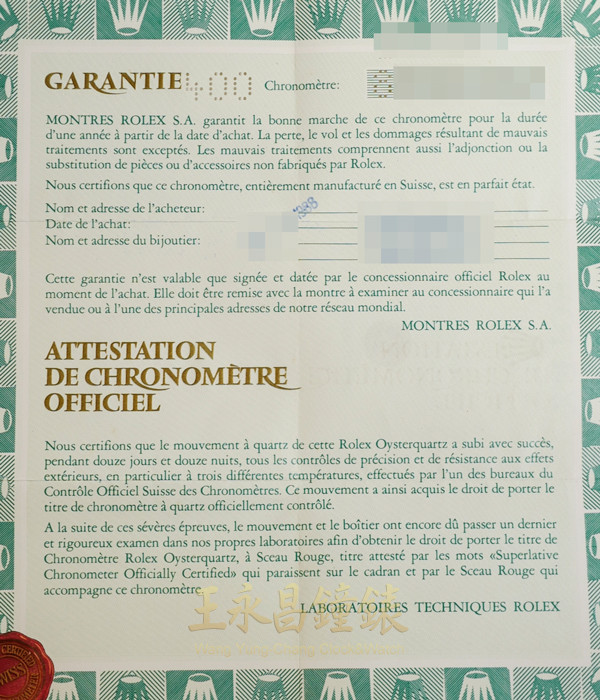 GARANTIE 400 Chronomètre:
MONTRES ROLEX S.A. garantit la bonne marche de ce chronomètre pour la durée
d'une année à partir de la date d'achat. La perte, le vol et les dommages résultant de mauvais
traitements sont exceptés. Les mauvais traitements comprennent aussi l'adjonction ou la
substitution de pièces ou d'accessoires non fabriqués par Rolex.
Nous certifions que ce chronomètre, entièrement manufacturé en Suisse, est en parfait état.
Nom et adresse de l'acheteur:
Date de l'achat: 1988
Nom et adresse du bijoutier:
Cette garantie n'est valable que signée et datée par le concessionnaire officiel Rolex au
moment de l'achat. Elle doit être remise avec la montre à examiner au concessionnaire qui l'a
vendue ou à l'une des principales adresses de notre réseau mondial.
MONTRES ROLEX S.A.
ATTESTATION
DE CHRONOMÈTRE
OFFICIEL
Nous certifions que le mouvement à quartz de cette Rolex Oysterquartz a subi avec succès,
pendant douze jours et douze nuits, tous les contrôles de précision et de résistance aux effets
extérieurs, en particulier à trois différentes températures, effectués par l'un des bureaux du
Contrôle Officiel Suisse des Chronomètres. Ce mouvement a ainsi acquis le droit de porter le
titre de chronomètre à quartz officiellement contrôlé.
A la suite de ces sévères épreuves, le mouvement et le boîtier ont encore dû passer un dernier
et rigoureux examen dans nos propres laboratoires afin d'obtenir le droit de porter le titre de
Chronomètre Rolex Oysterquartz, à Sceau Rouge, titre attesté par les mots «Superlative
Chronometer Officially Certified» qui paraissent sur le cadran et par le Sceau Rouge qui
accompagne ce chronomètre.
王永昌鐘錶
LABORATOIRES TECHNIQUES ROLEX